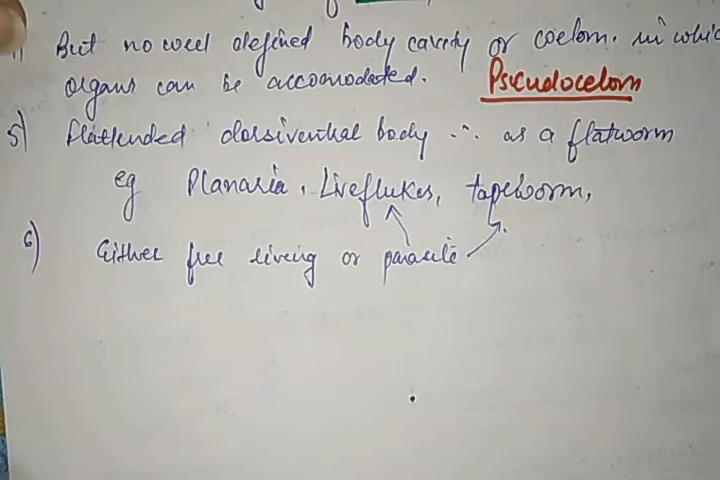 But no well defined body cavity or coelom. in which
organs can be accomodated. Pseudocelom
5) flattended dorsiventral body ∴ as a flatworm
eg Planaria, Liveflukes, tapeworm,
6) Either free living or parasite